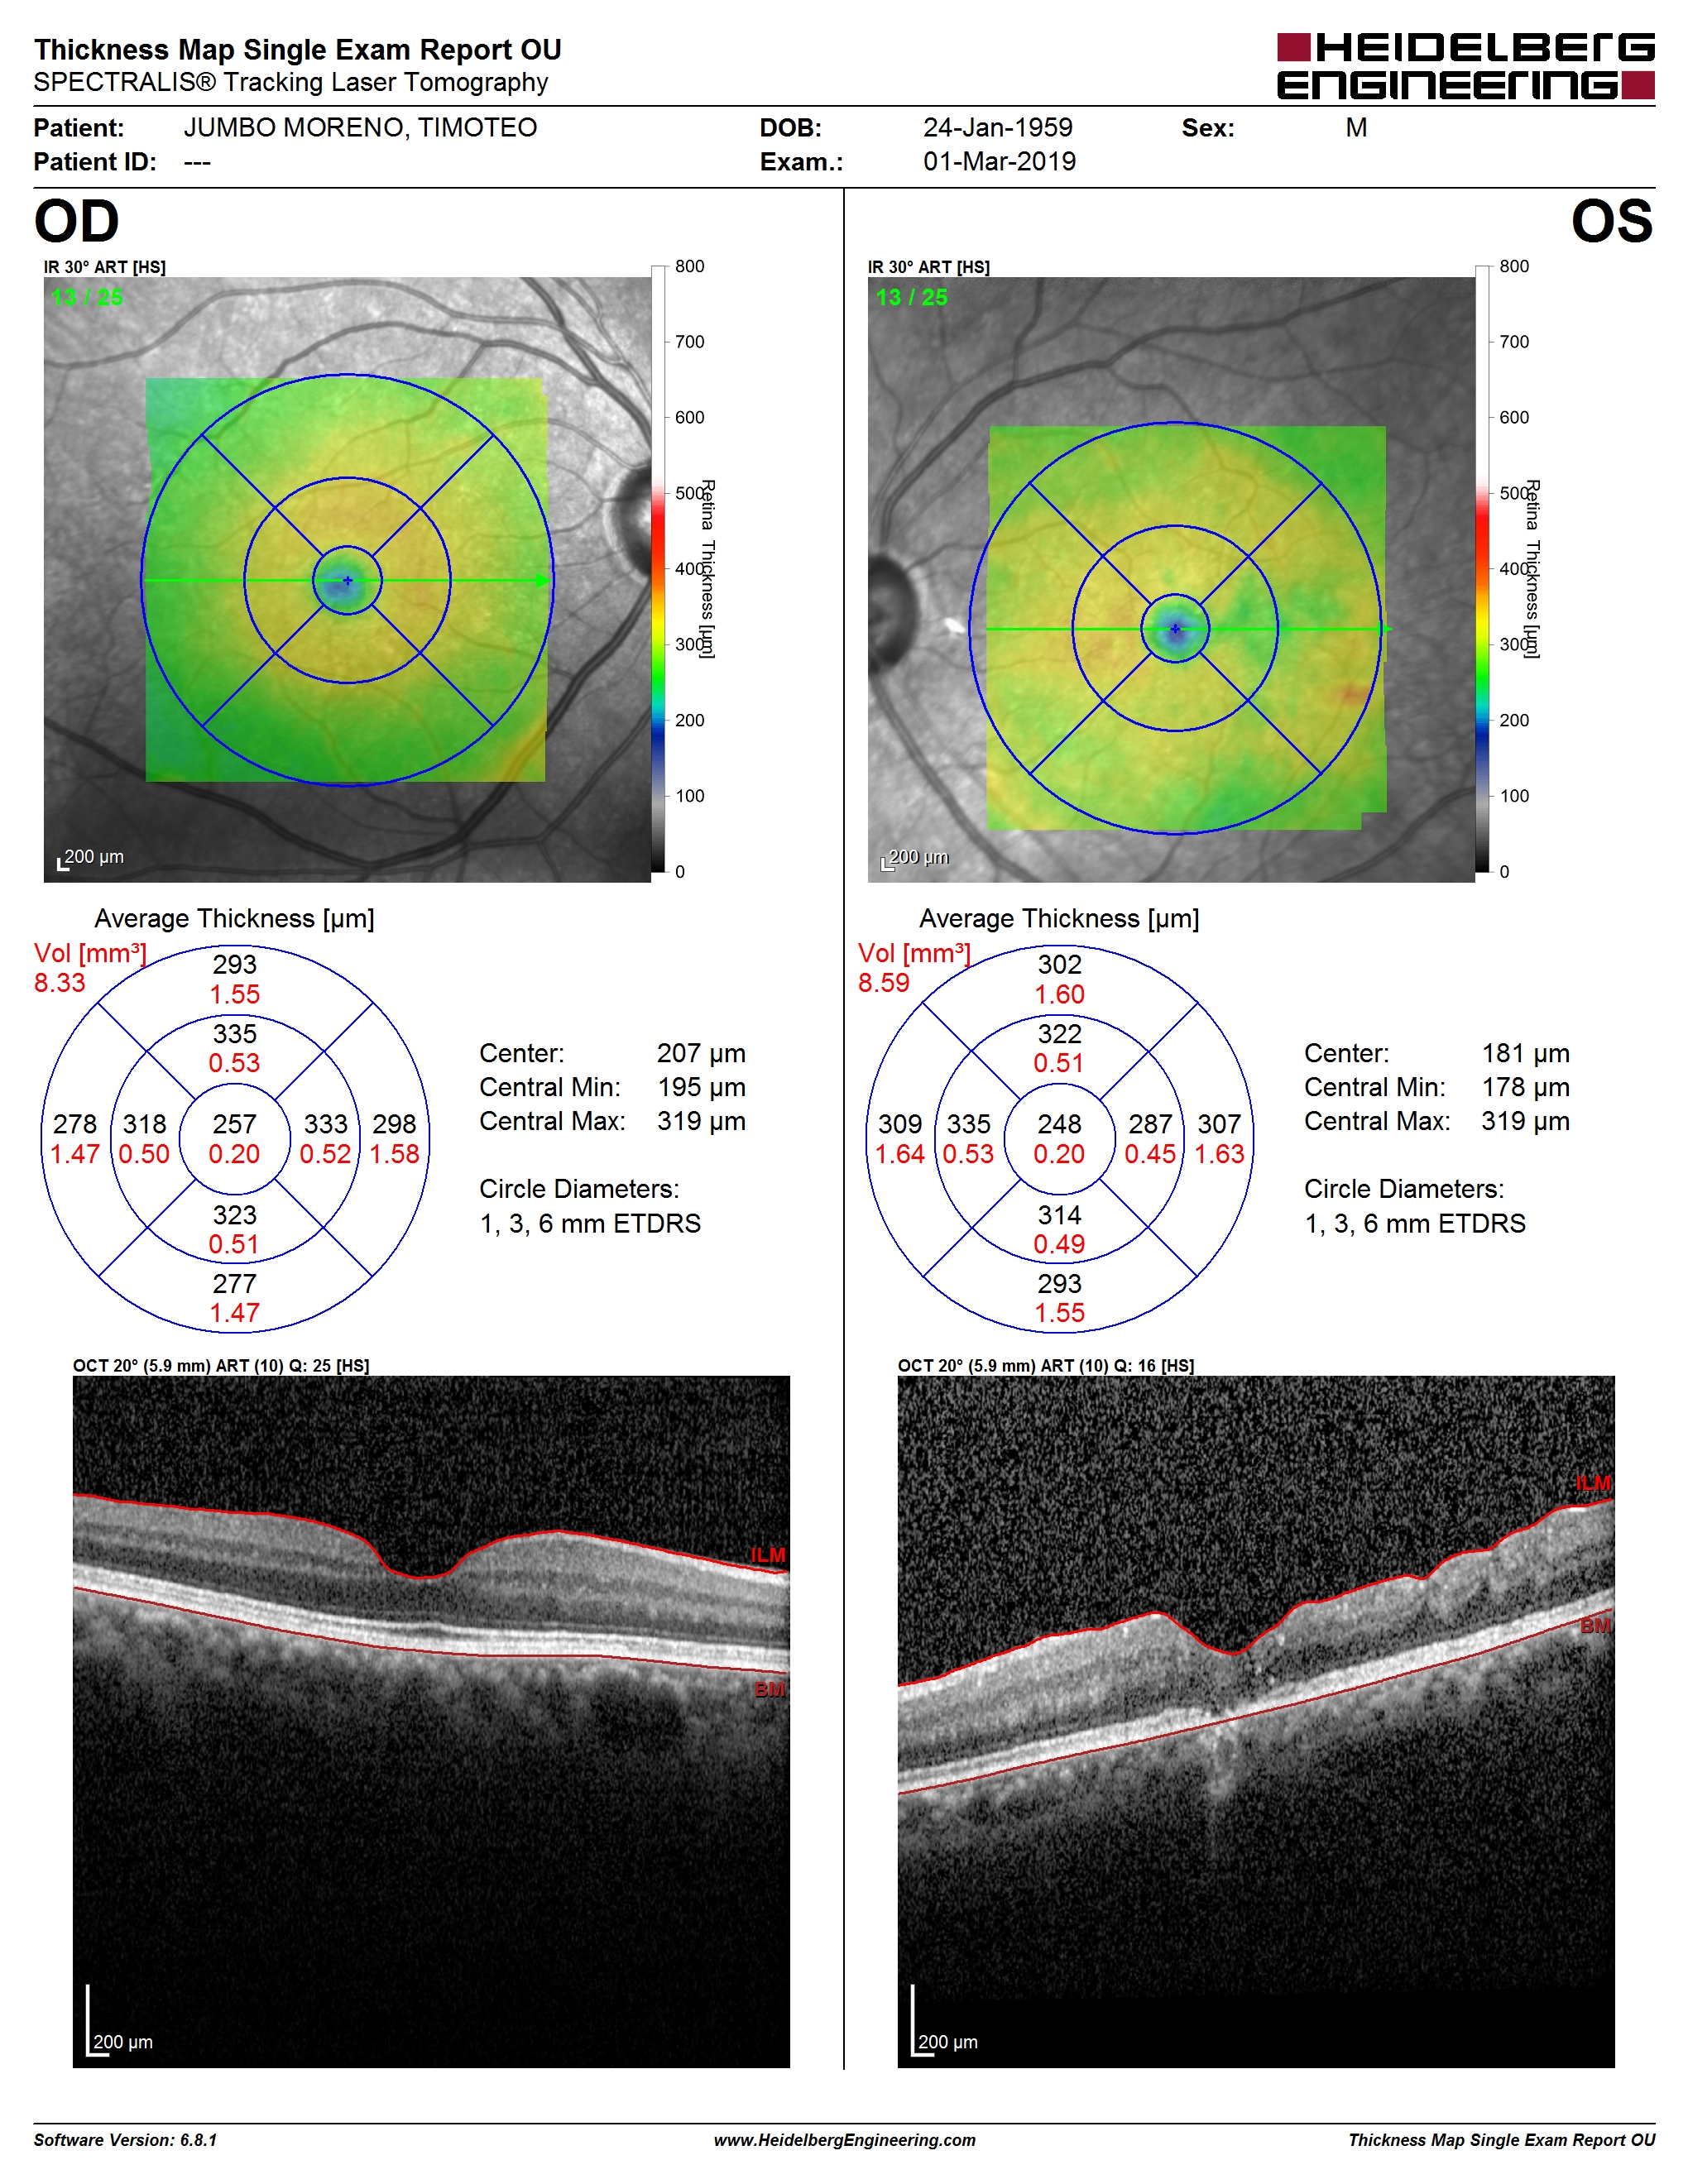 Thickness Map Single Exam Report OU
SPECTRALIS® Tracking Laser Tomography
HEIDELBERG
ENGINEERING
Patient: JUMBO MORENO, TIMOTEO DOB: 24-Jan-1959 Sex: M
Patient ID: --- Exam.: 01-Mar-2019
OD
IR 30° ART [HS]
13 / 25
200 µm
800
700
600
500
400
300
200
100
0
Retina Thickness [µm]
Average Thickness [µm]
Vol [mm³]
8.33
293
1.55
335
0.53
278 318 257 333 298
1.47 0.50 0.20 0.52 1.58
323
0.51
277
1.47
Center: 207 µm
Central Min: 195 µm
Central Max: 319 µm
Circle Diameters:
1, 3, 6 mm ETDRS
OCT 20° (5.9 mm) ART (10) Q: 25 [HS]
ILM
BM
200 µm
OS
IR 30° ART [HS]
13 / 25
200 µm
800
700
600
500
400
300
200
100
0
Retina Thickness [µm]
Average Thickness [µm]
Vol [mm³]
8.59
302
1.60
322
0.51
309 335 248 287 307
1.64 0.53 0.20 0.45 1.63
314
0.49
293
1.55
Center: 181 µm
Central Min: 178 µm
Central Max: 319 µm
Circle Diameters:
1, 3, 6 mm ETDRS
OCT 20° (5.9 mm) ART (10) Q: 16 [HS]
ILM
BM
200 µm
Software Version: 6.8.1 www.HeidelbergEngineering.com Thickness Map Single Exam Report OU